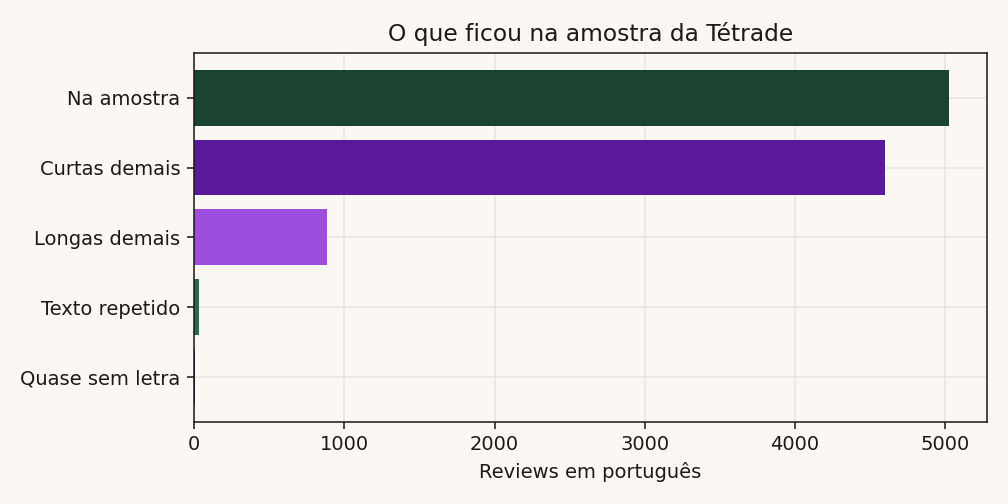 O que ficou na amostra da Tétrade
Na amostra
Curtas demais
Longas demais
Texto repetido
Quase sem letra
0 1000 2000 3000 4000 5000
Reviews em português